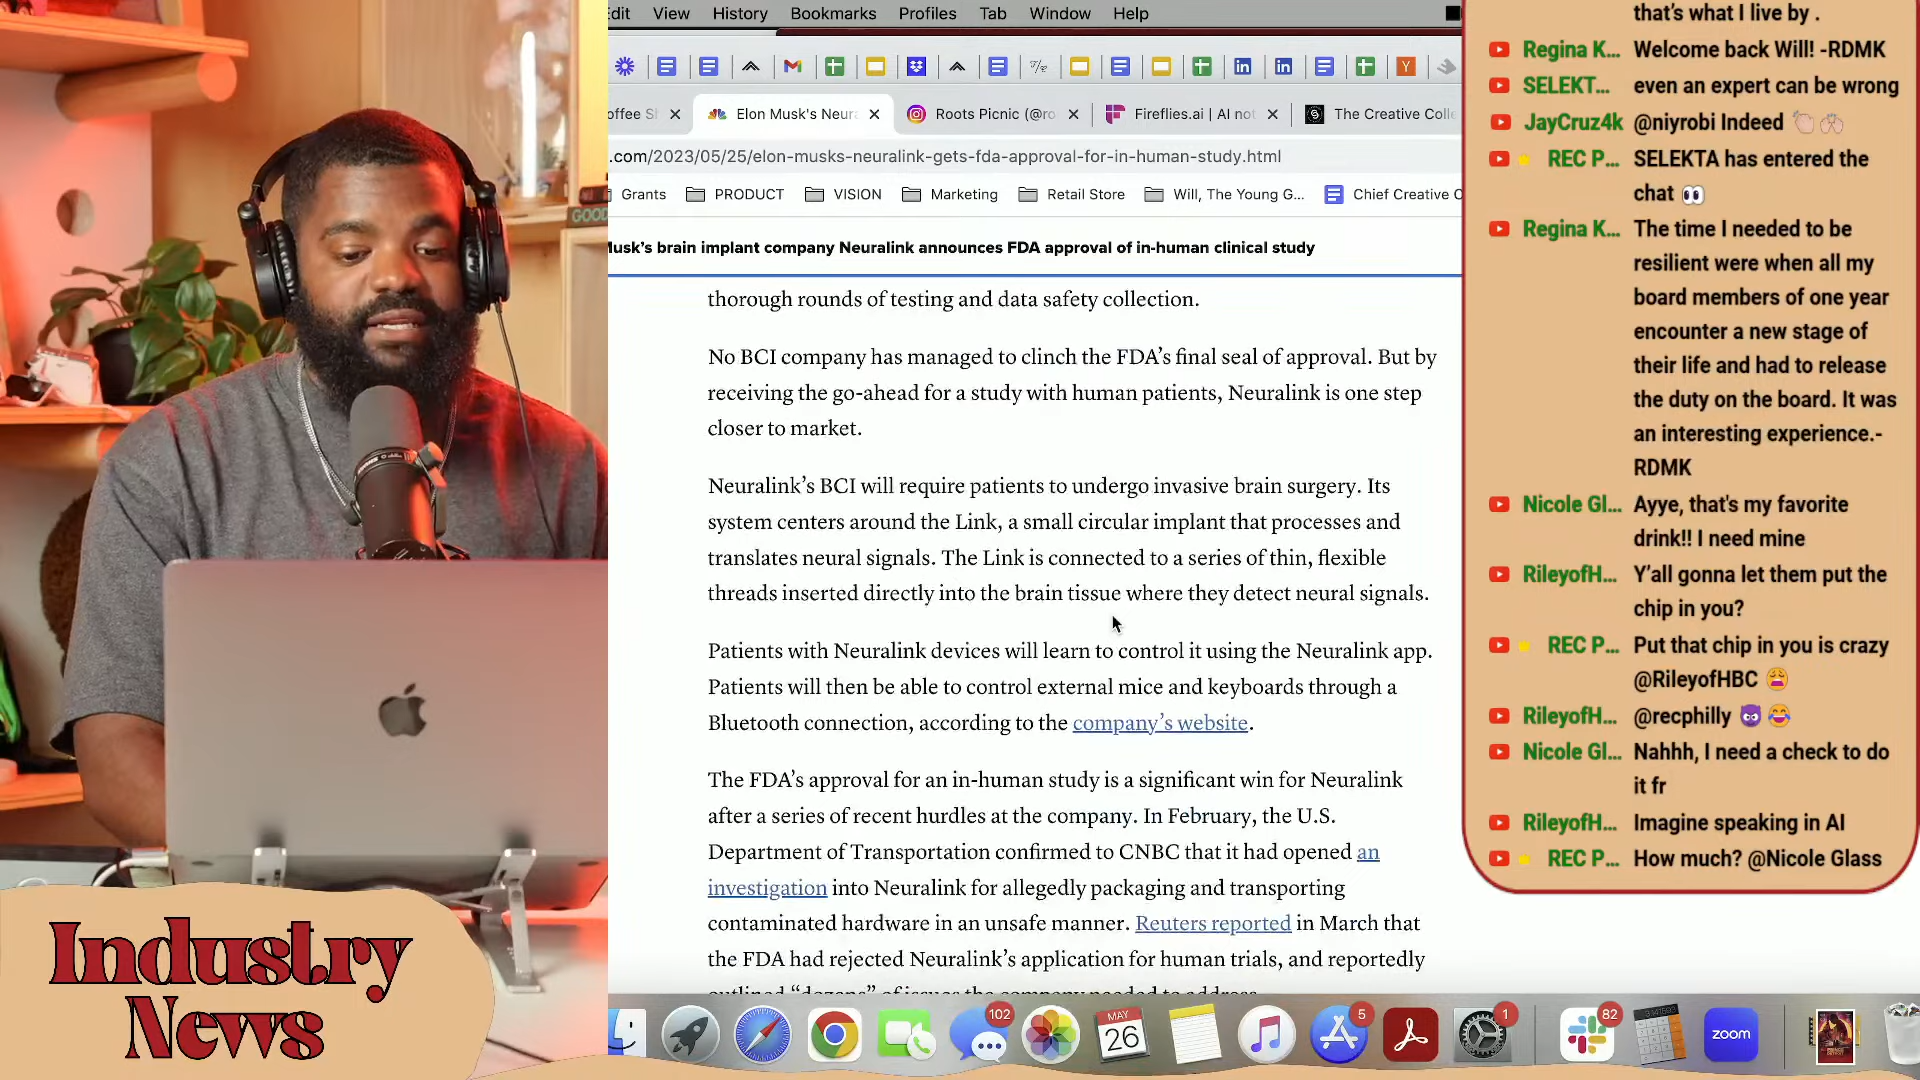 Edit View History Bookmarks Profiles Tab Window Help
offee S Elon Musk's Neura Instagram Roots Picnic (@ro Fireflies.ai | AI not The Creative Colle
.com/2023/05/25/elon-musks-neuralink-gets-fda-approval-for-in-human-study.html
Grants PRODUCT VISION Marketing Retail Store Will, The Young G... Chief Creative C
Musk’s brain implant company Neuralink announces FDA approval of in-human clinical study
thorough rounds of testing and data safety collection.
No BCI company has managed to clinch the FDA’s final seal of approval. But by
receiving the go-ahead for a study with human patients, Neuralink is one step
closer to market.
Neuralink’s BCI will require patients to undergo invasive brain surgery. Its
system centers around the Link, a small circular implant that processes and
translates neural signals. The Link is connected to a series of thin, flexible
threads inserted directly into the brain tissue where they detect neural signals.
Patients with Neuralink devices will learn to control it using the Neuralink app.
Patients will then be able to control external mice and keyboards through a
Bluetooth connection, according to the company’s website.
The FDA’s approval for an in-human study is a significant win for Neuralink
after a series of recent hurdles at the company. In February, the U.S.
Department of Transportation confirmed to CNBC that it had opened an
investigation into Neuralink for allegedly packaging and transporting
contaminated hardware in an unsafe manner. Reuters reported in March that
the FDA had rejected Neuralink’s application for human trials, and reportedly
outlined “dozens” of issues the company needed to address.
that’s what I live by .
Regina K... Welcome back Will! -RDMK
SELEKT... even an expert can be wrong
JayCruz4k @niyrobi Indeed
REC P... SELEKTA has entered the
chat
Regina K... The time I needed to be
resilient were when all my
board members of one year
encounter a new stage of
their life and had to release
the duty on the board. It was
an interesting experience.-
RDMK
Nicole Gl... Ayye, that's my favorite
drink!! I need mine
RileyofH... Y’all gonna let them put the
chip in you?
REC P... Put that chip in you is crazy
@RileyofHBC
RileyofH... @recphilly
Nicole Gl... Nahhh, I need a check to do
it fr
RileyofH... Imagine speaking in AI
REC P... How much? @Nicole Glass
102 MAY 26 5 1 82 zoom
GOOD
Industry
News